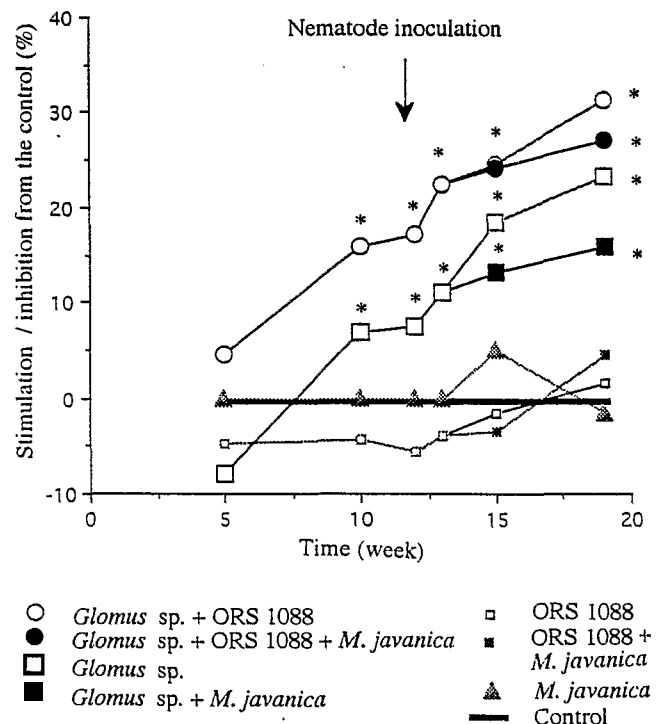 Stimulation / inhibition from the control (%)
40
30
20
10
0
-10
Nematode inoculation
*
*
*
*
*
*
*
*
*
*
*
*
*
*
0
5
10
15
20
Time (week)
Glomus sp. + ORS 1088
Glomus sp. + ORS 1088 + M. javanica
Glomus sp.
Glomus sp. + M. javanica
ORS 1088
ORS 1088 +
M. javanica
M. javanica
Control